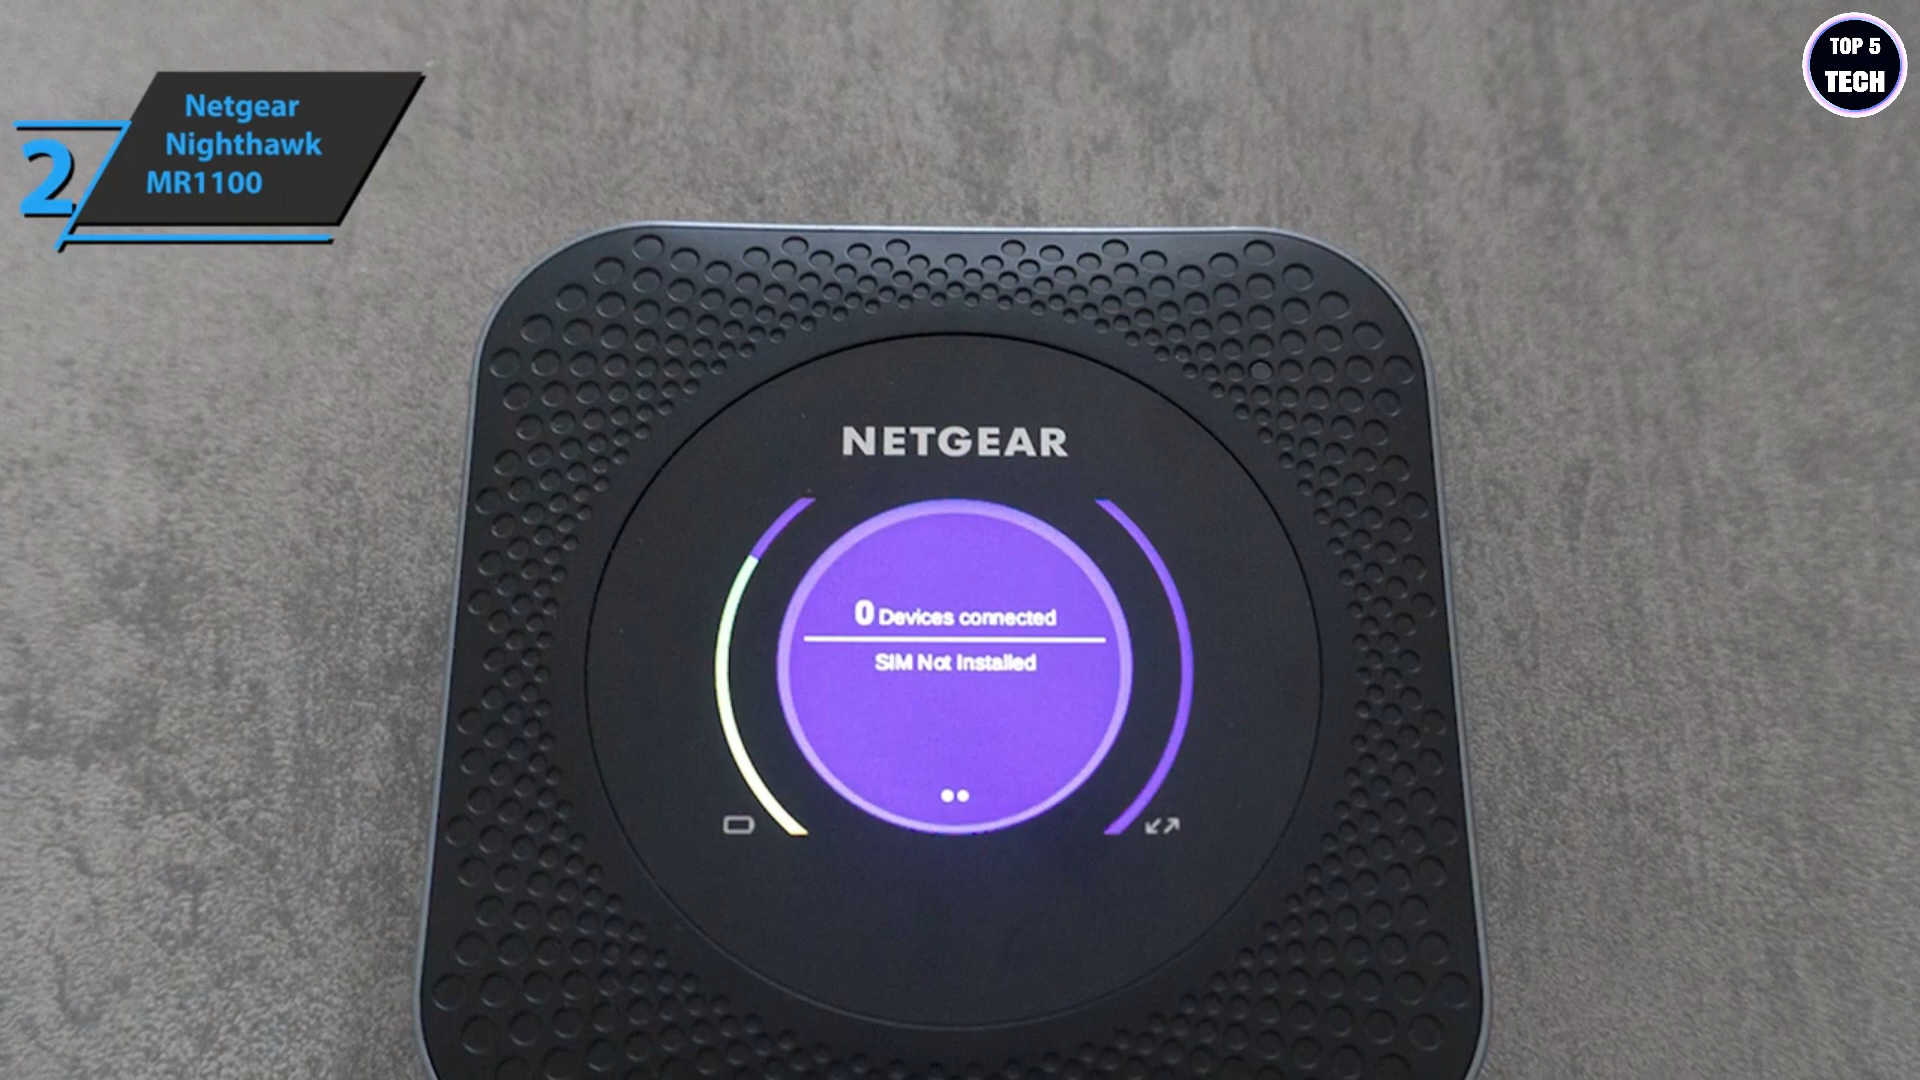 2
Netgear
Nighthawk
MR1100
TOP 5
TECH
NETGEAR
0 Devices connected
SIM Not Installed